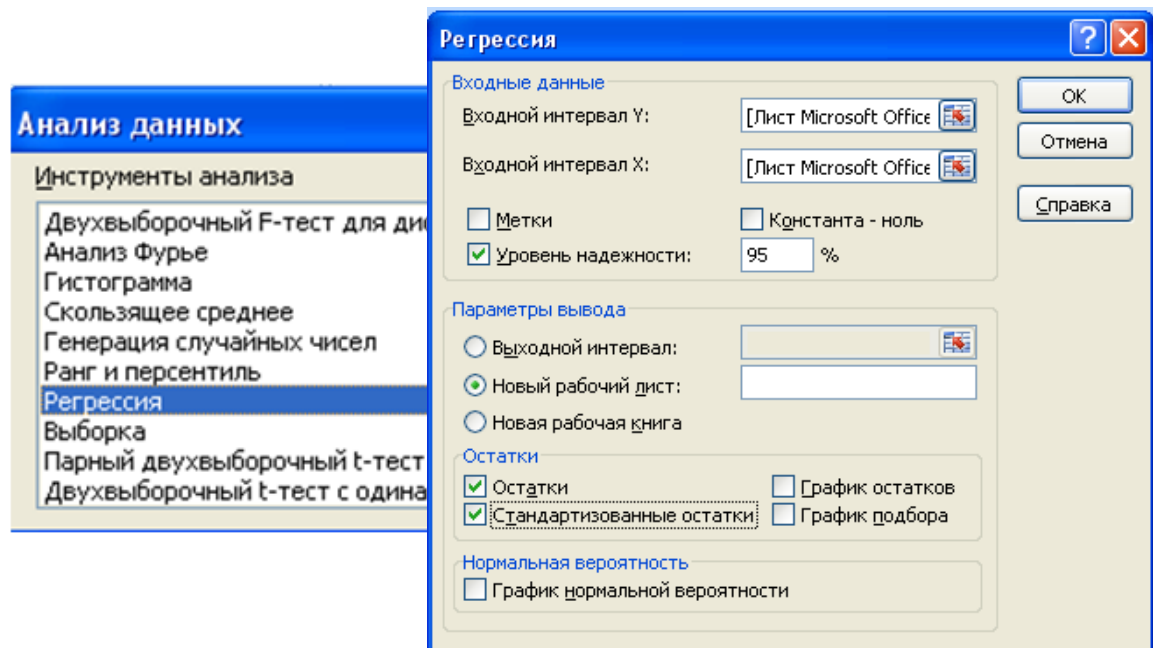 Анализ данных
Инструменты анализа
Двухвыборочный F-тест для ди
Анализ Фурье
Гистограмма
Скользящее среднее
Генерация случайных чисел
Ранг и персентиль
Регрессия
Выборка
Парный двухвыборочный t-тест
Двухвыборочный t-тест с одина
Регрессия
Входные данные
Входной интервал Y:
[Лист Microsoft Office
Входной интервал X:
[Лист Microsoft Office
Метки
Константа - ноль
Уровень надежности:
95
%
Параметры вывода
Выходной интервал:
Новый рабочий лист:
Новая рабочая книга
Остатки
Остатки
График остатков
Стандартизованные остатки
График подбора
Нормальная вероятность
График нормальной вероятности
ОК
Отмена
Справка